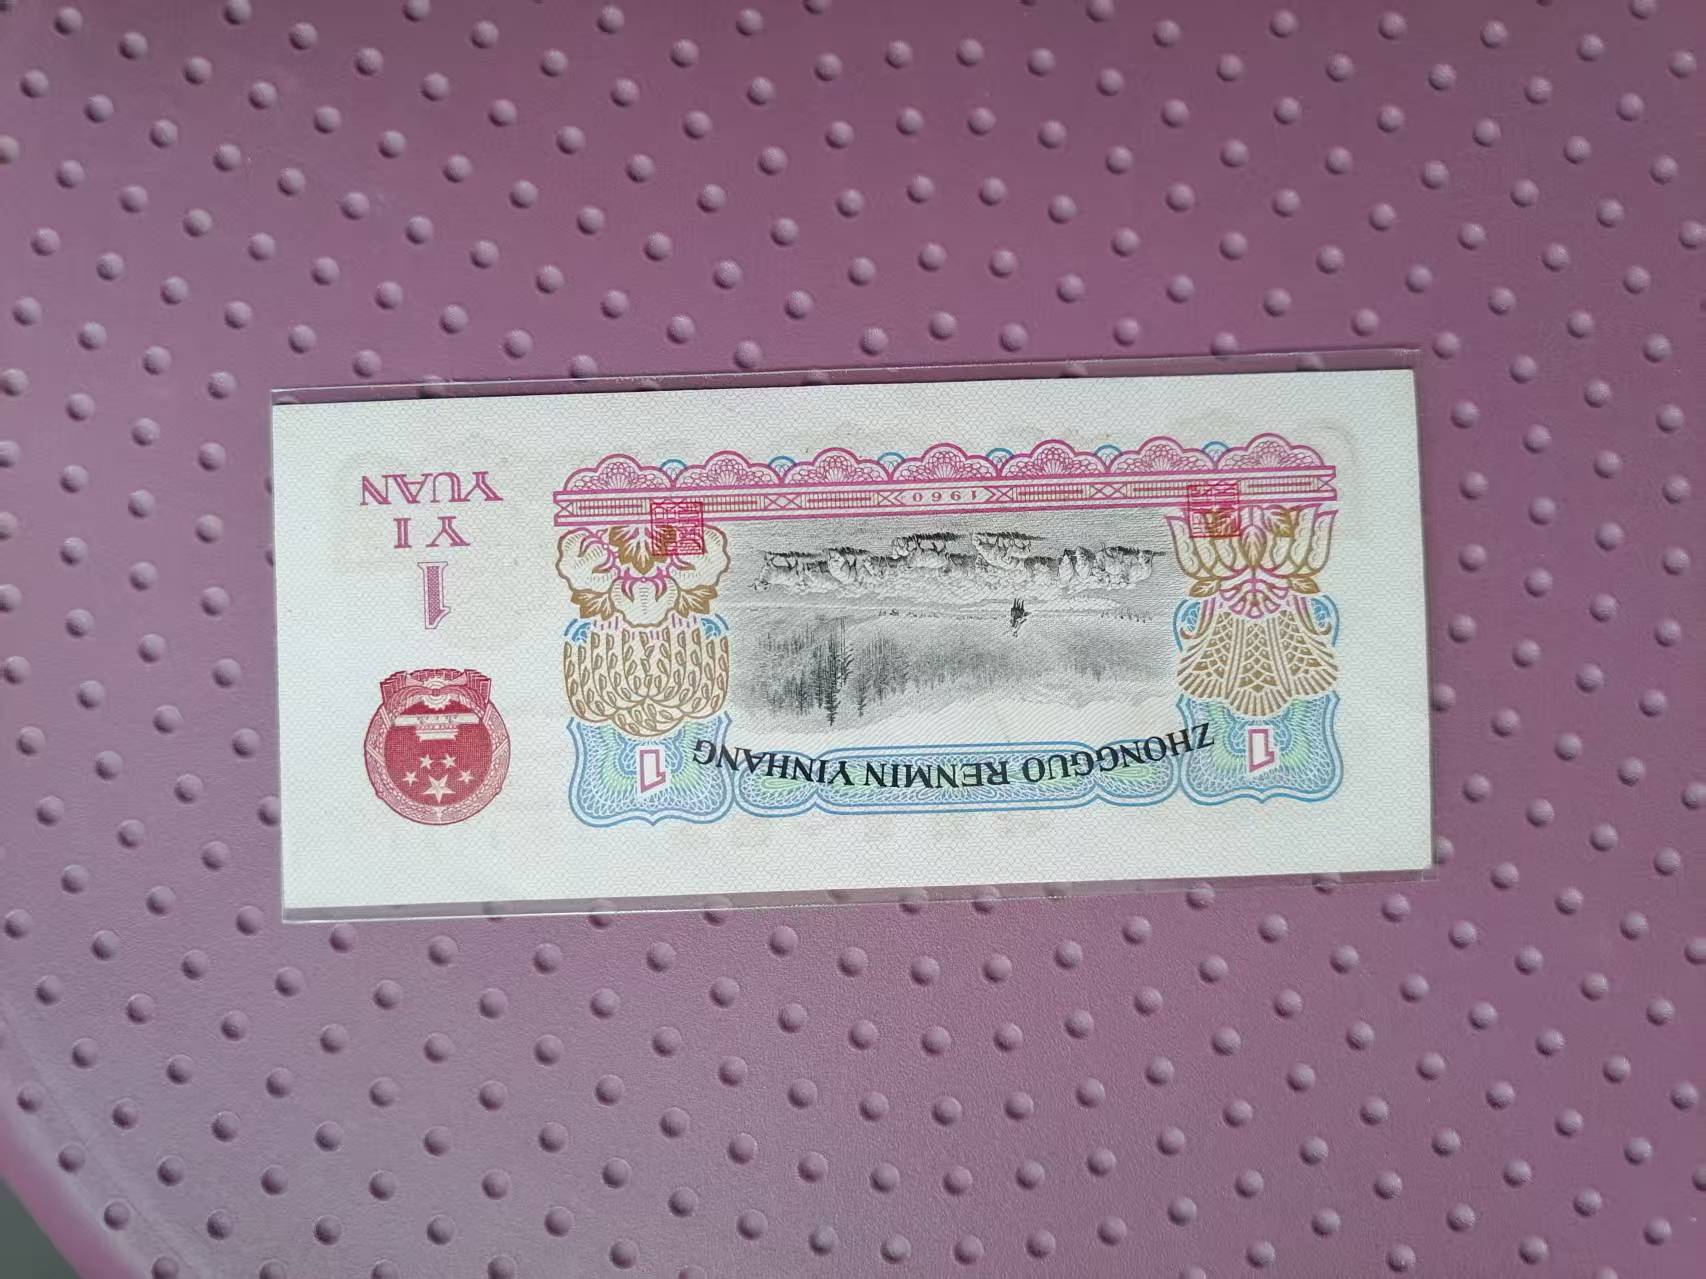 ZHONGGUO RENMIN YINHANG
1
1
1
YI
YUAN
1960